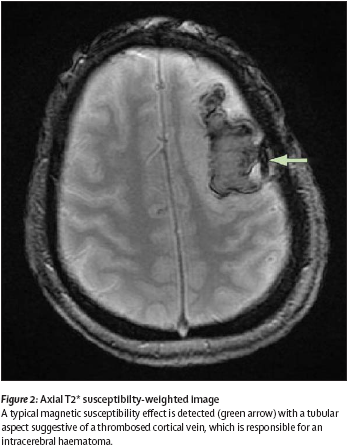 Figure 2: Axial T2* susceptibilty-weighted image
A typical magnetic susceptibility effect is detected (green arrow) with a tubular
aspect suggestive of a thrombosed cortical vein, which is responsible for an
intracerebral haematoma.